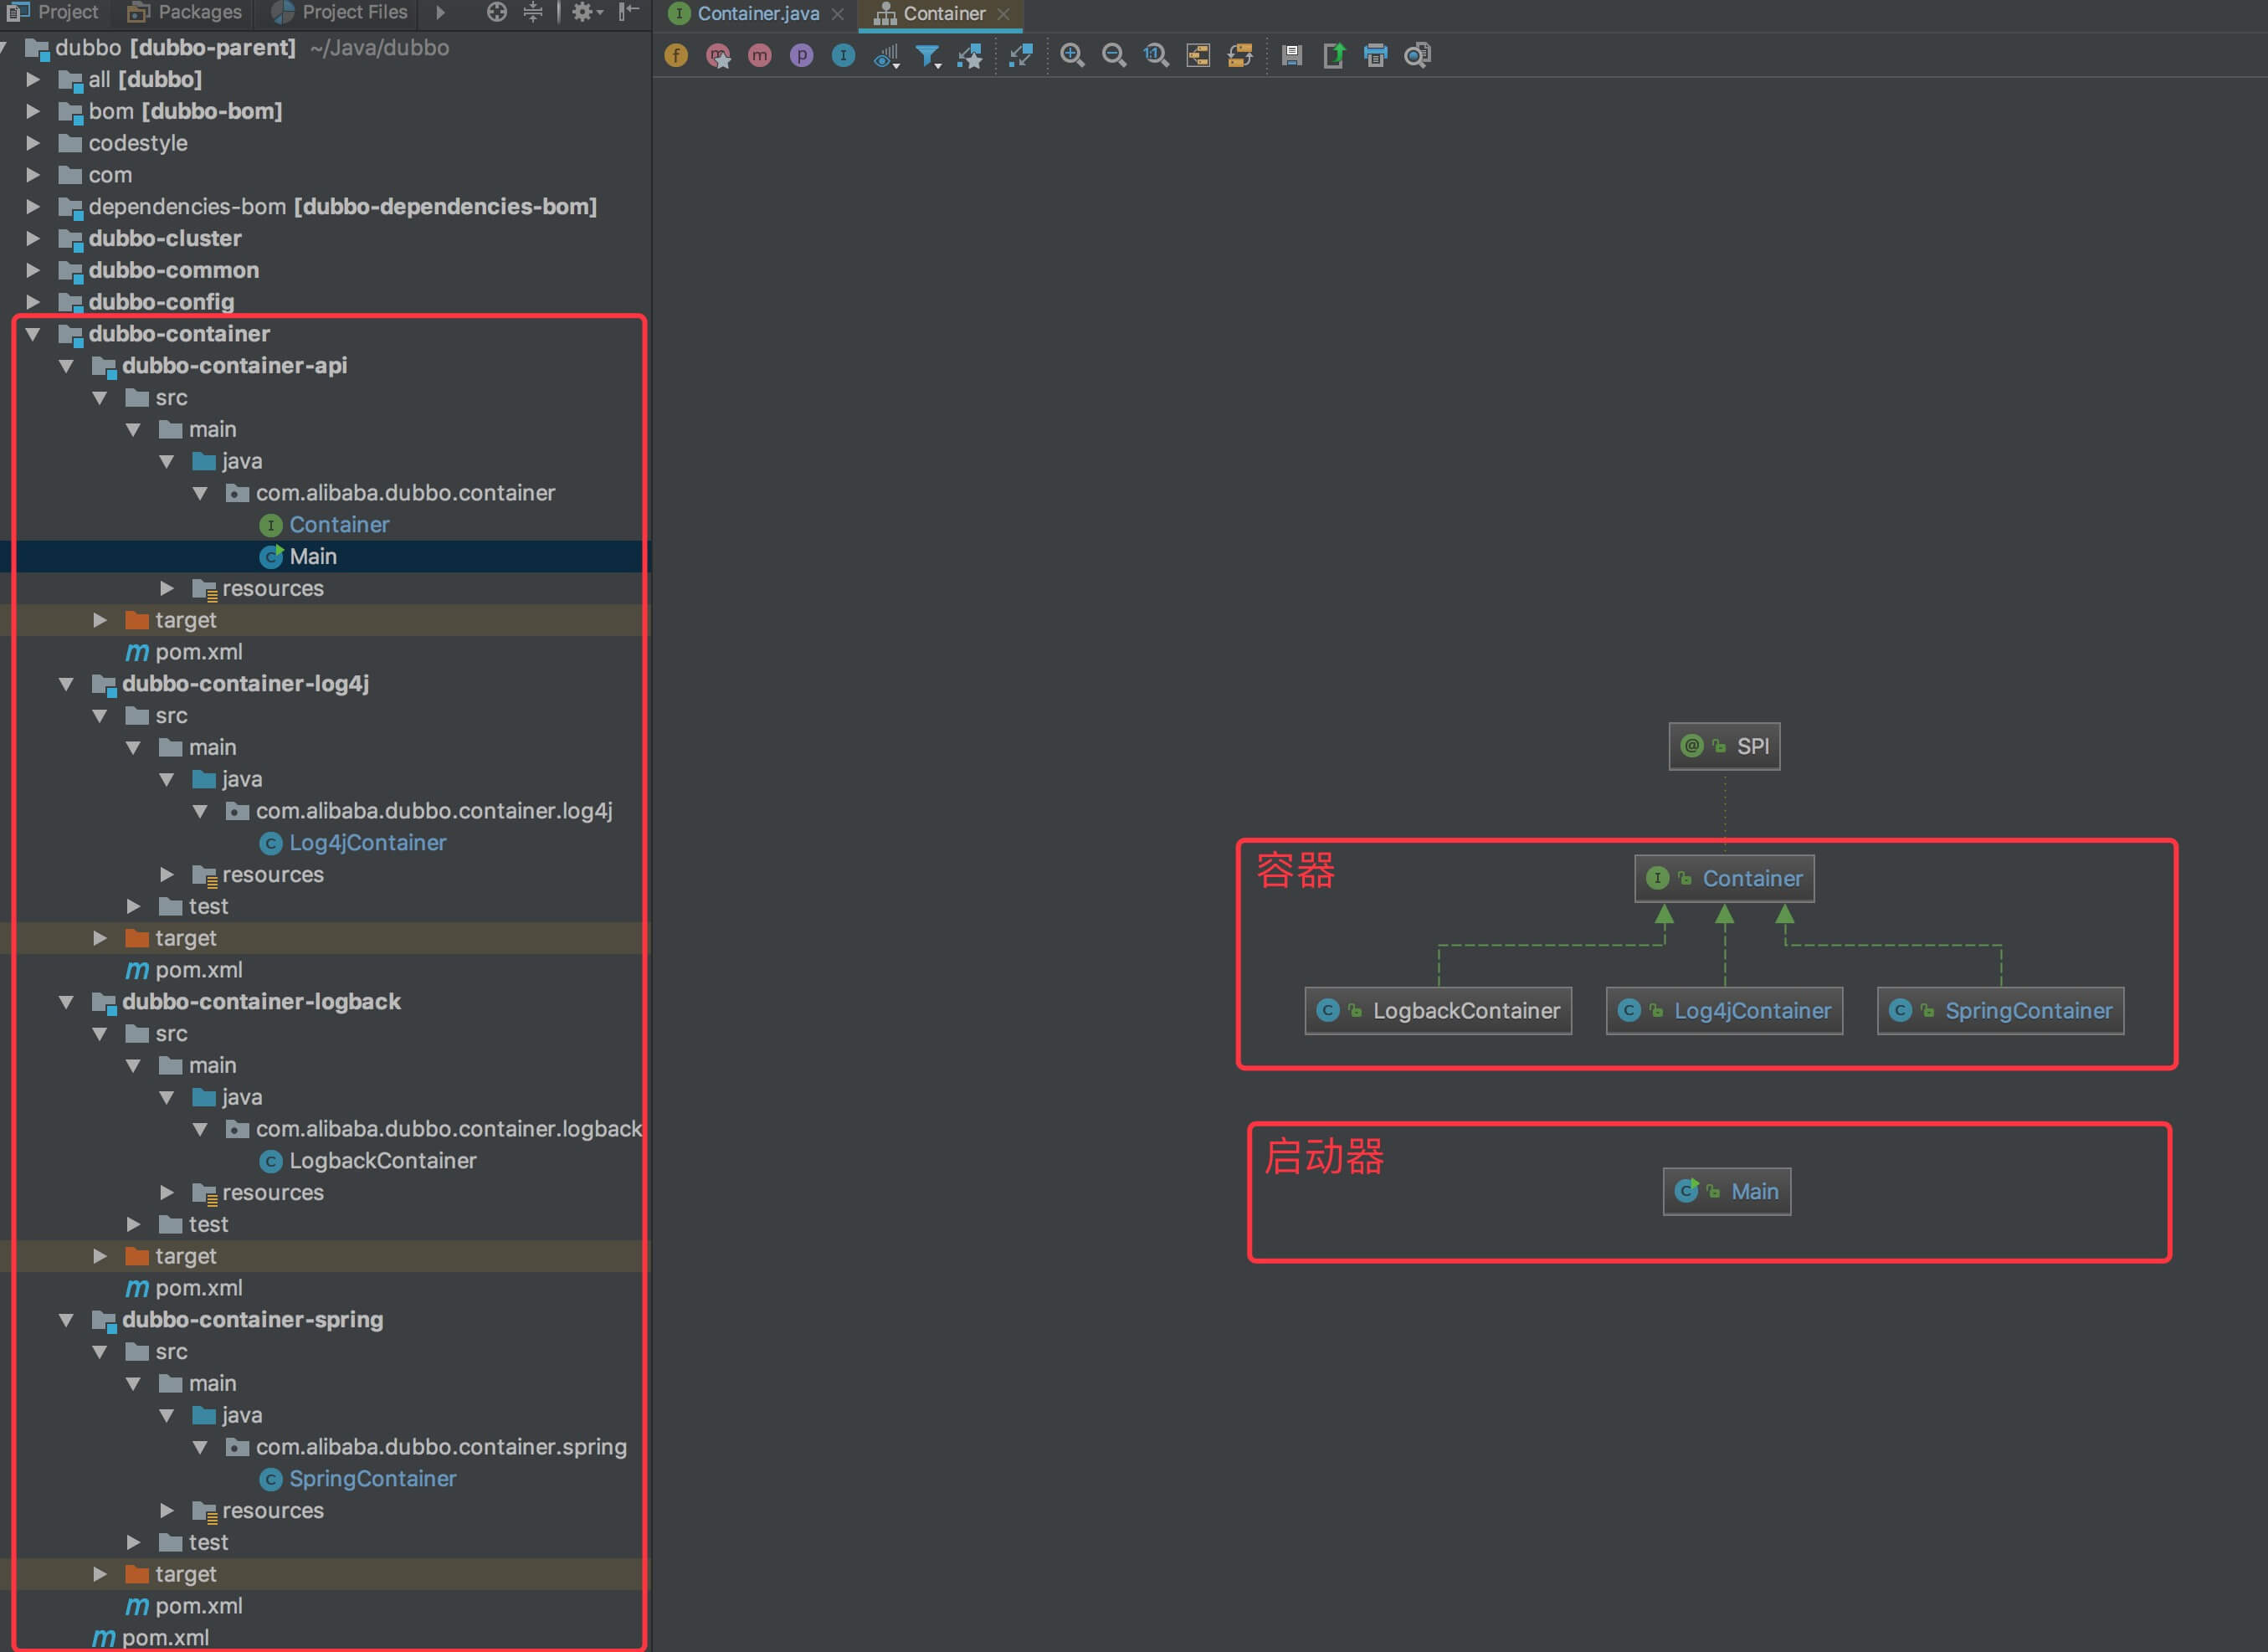 Project Packages Project Files
dubbo [dubbo-parent] ~/Java/dubbo
all [dubbo]
bom [dubbo-bom]
codestyle
com
dependencies-bom [dubbo-dependencies-bom]
dubbo-cluster
dubbo-common
dubbo-config
dubbo-container
dubbo-container-api
src
main
java
com.alibaba.dubbo.container
I Container
C Main
resources
target
m pom.xml
dubbo-container-log4j
src
main
java
com.alibaba.dubbo.container.log4j
C Log4jContainer
resources
test
target
m pom.xml
dubbo-container-logback
src
main
java
com.alibaba.dubbo.container.logback
C LogbackContainer
resources
test
target
m pom.xml
dubbo-container-spring
src
main
java
com.alibaba.dubbo.container.spring
C SpringContainer
resources
test
target
m pom.xml
m pom.xml
I Container.java Container
f m m p I 1:1
@ SPI
容器
I Container
C LogbackContainer C Log4jContainer C SpringContainer
启动器
C Main